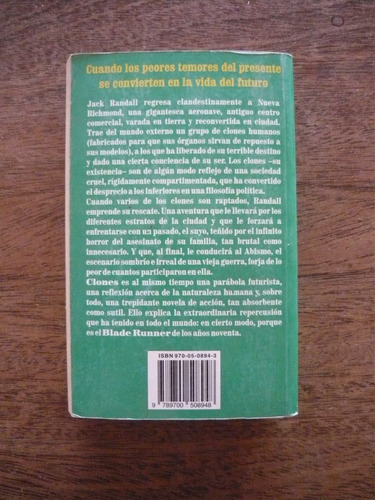 Cuando los peores temores del presente
se convierten en la vida del futuro
Jack Randall regresa clandestinamente a Nueva
Richmond, una gigantesca aeronave, antiguo centro
comercial, varada en tierra y reconvertida en ciudad.
Trae del mundo externo un grupo de clones humanos
(fabricados para que sus órganos sirvan de repuesto a
sus modelos), a los que ha liberado de su terrible destino
y dado una cierta conciencia de su ser. Los clones –su
existencia– son de algún modo reflejo de una sociedad
cruel, rígidamente compartimentada, que ha convertido
el desprecio a los inferiores en una filosofía política.
Cuando varios de los clones son raptados, Randall
emprende su rescate. Una aventura que le llevará por los
diferentes estratos de la ciudad y que le forzará a
enfrentarse con un pasado, el suyo, teñido por el infinito
horror del asesinato de su familia, tan brutal como
innecesario. Y que, al final, le conducirá al Abismo, el
escenario sombrío e irreal de una vieja guerra, forja de lo
peor de cuantos participaron en ella.
Clones es al mismo tiempo una parábola futurista,
una reflexión acerca de la naturaleza humana y, sobre
todo, una trepidante novela de acción, tan absorbente
como sutil. Ello explica la extraordinaria repercusión
que ha tenido en todo el mundo: en cierto modo, porque
es el Blade Runner de los años noventa.
ISBN 970-05-0894-3
9 789700 508948